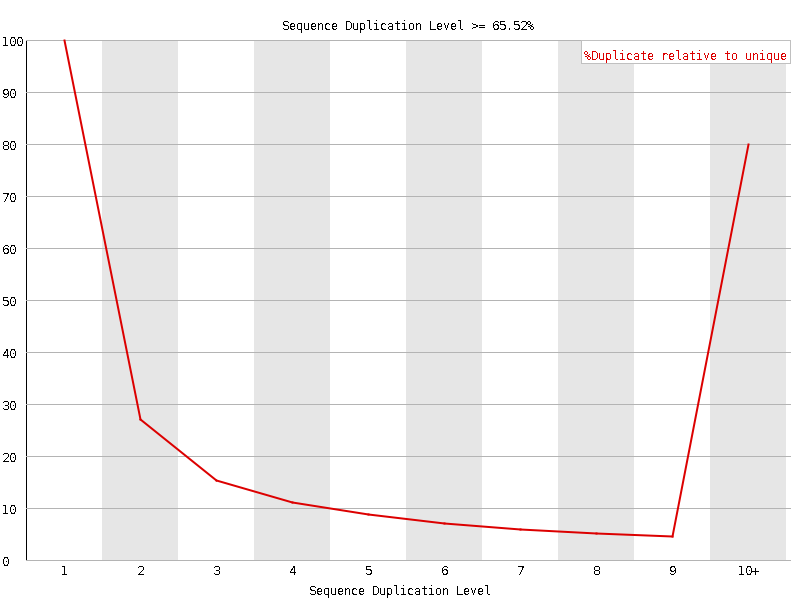 Sequence Duplication Level >= 65.52%
%Duplicate relative to unique
100
90
80
70
60
50
40
30
20
10
0
1 2 3 4 5 6 7 8 9 10+
Sequence Duplication Level